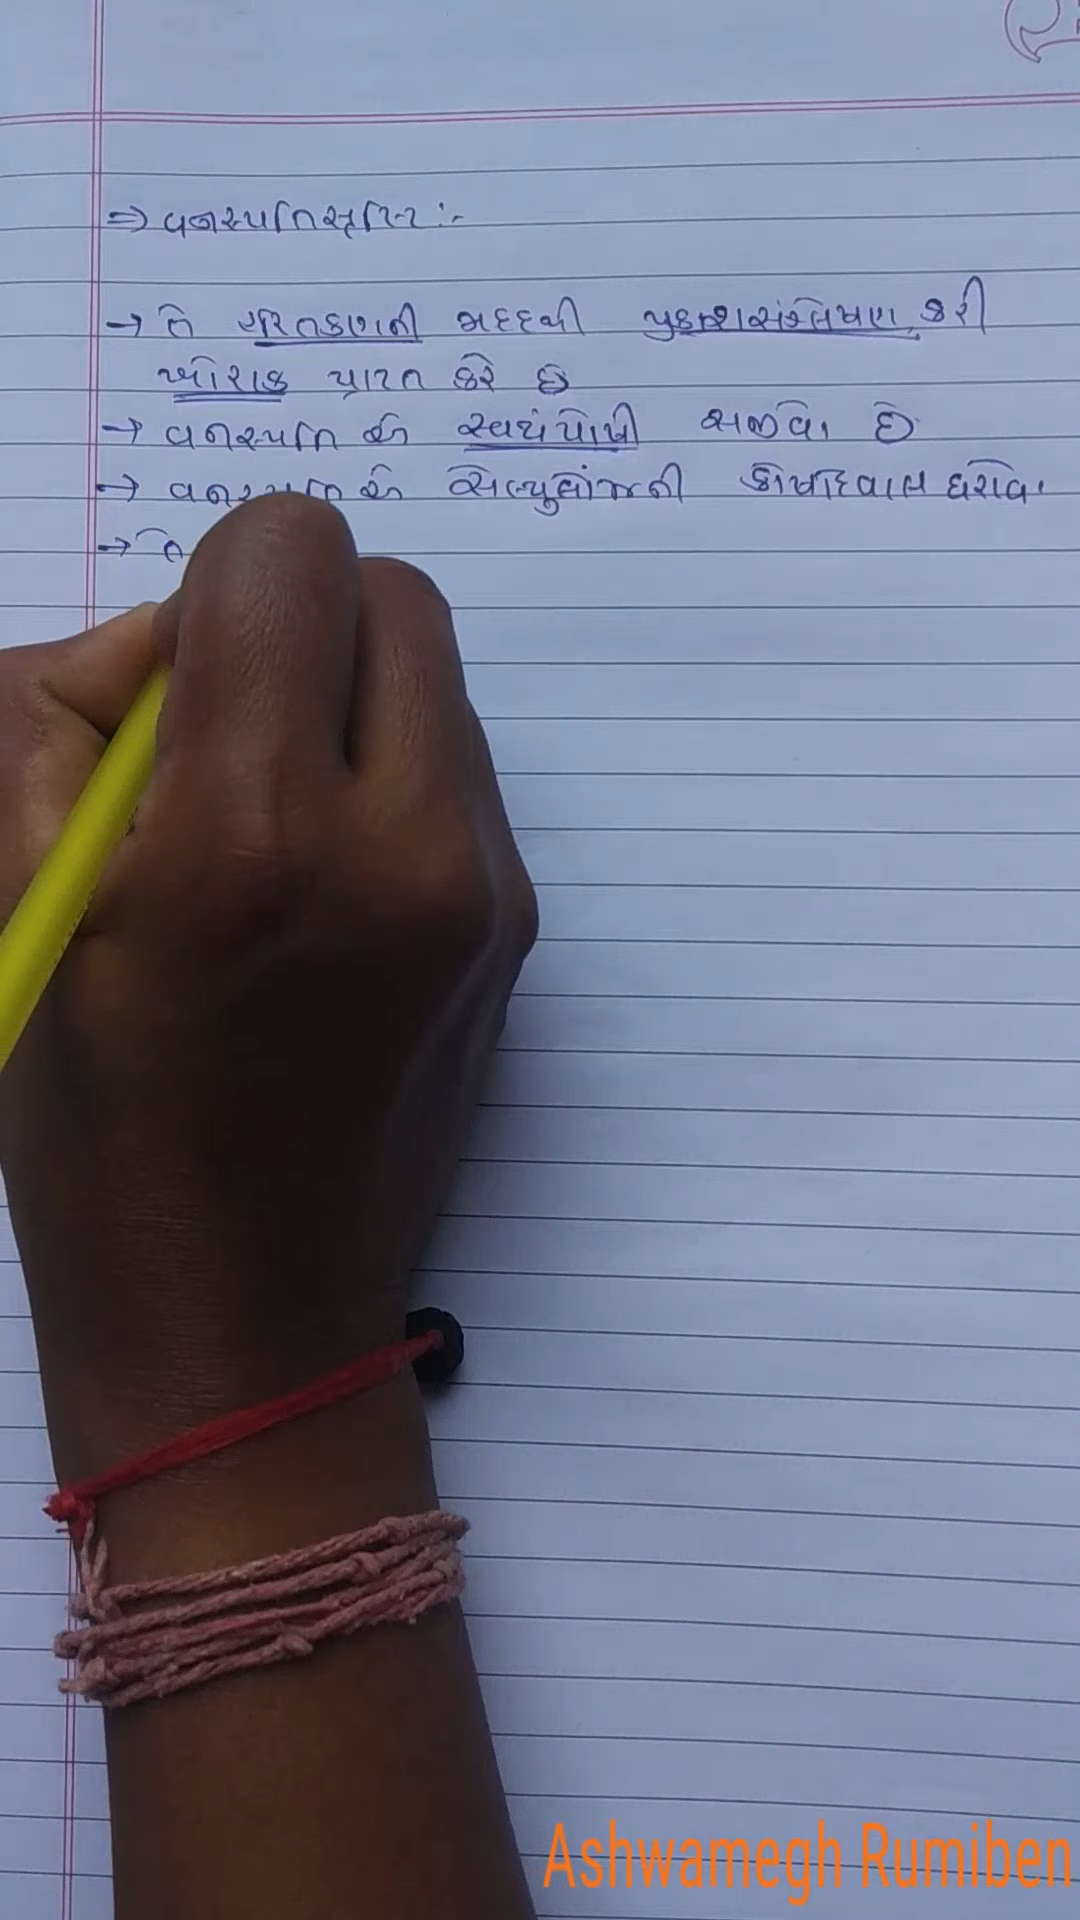 ⇒ વનસ્પતિસૃષ્ટિ :-
→ તે હરિતકણની મદદથી પ્રકાશસંશ્લેષણ કરી
ખોરાક પ્રાપ્ત કરે છે
→ વનસ્પતિ એ સ્વયંપોષી સજીવો છે
→ વનસ્પતિ એ સેલ્યુલોઝની કોષદિવાલ ધરાવે
→ તે
Ashwamegh Rumiben